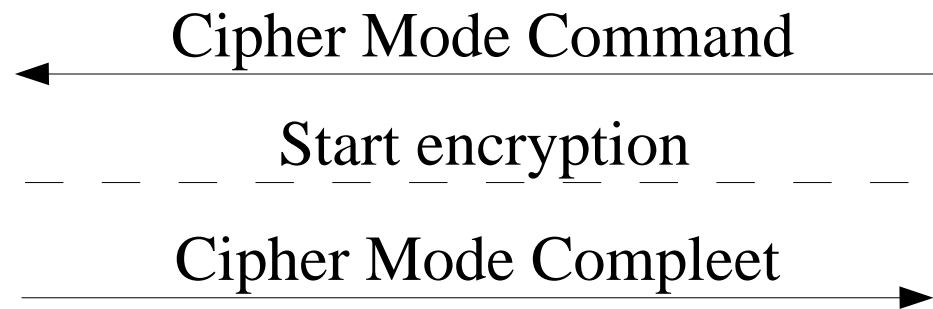 Cipher Mode Command
Start encryption
Cipher Mode Compleet